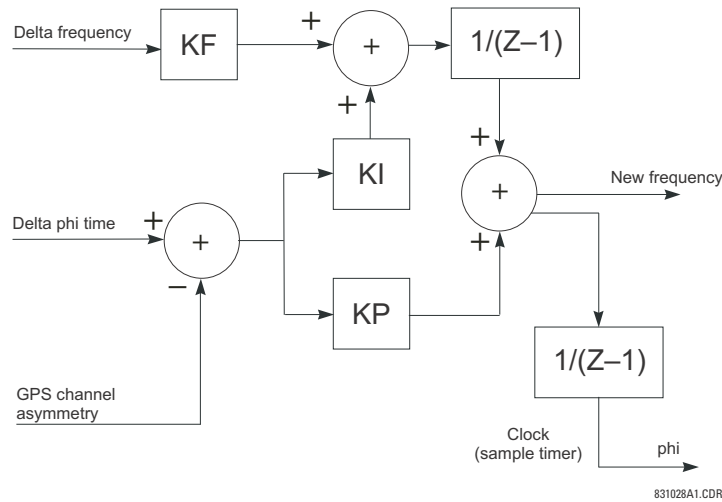 Delta frequency
KF
+
+
1/(Z–1)
+
KI
+
+
New frequency
Delta phi time
+
+
+
–
KP
GPS channel
asymmetry
1/(Z–1)
Clock
(sample timer)
phi
831028A1.CDR